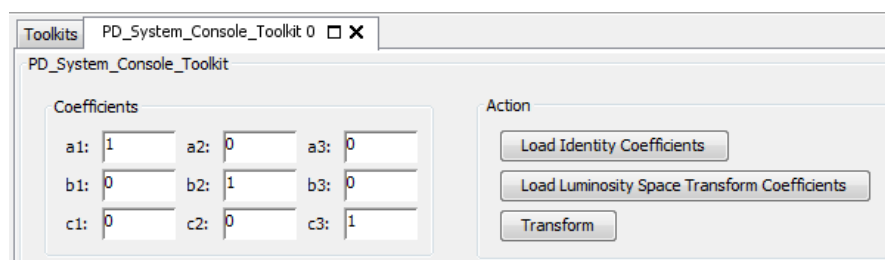 Toolkits PD_System_Console_Toolkit 0
PD_System_Console_Toolkit
Coefficients
a1: 1 a2: 0 a3: 0
b1: 0 b2: 1 b3: 0
c1: 0 c2: 0 c3: 1
Action
Load Identity Coefficients
Load Luminosity Space Transform Coefficients
Transform